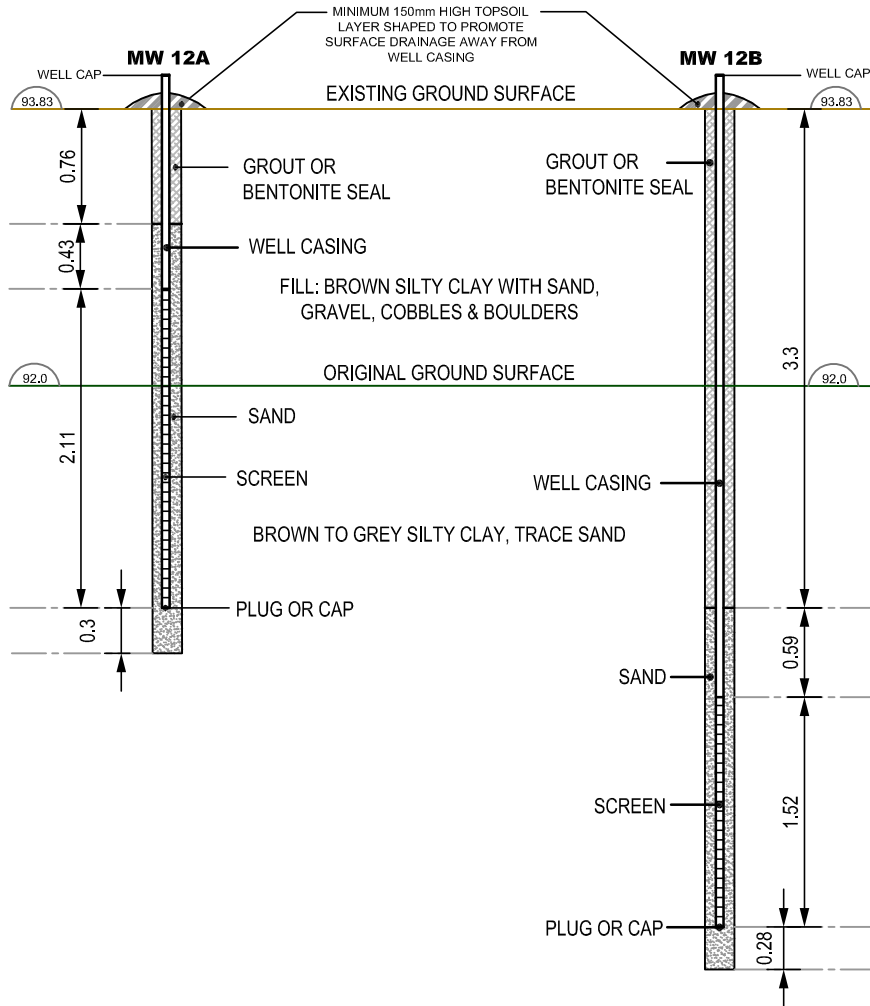 MINIMUM 150mm HIGH TOPSOIL
LAYER SHAPED TO PROMOTE
SURFACE DRAINAGE AWAY FROM
WELL CASING
MW 12A
MW 12B
WELL CAP
WELL CAP
93.83
EXISTING GROUND SURFACE
93.83
0.76
GROUT OR
BENTONITE SEAL
GROUT OR
BENTONITE SEAL
0.43
WELL CASING
FILL: BROWN SILTY CLAY WITH SAND,
GRAVEL, COBBLES & BOULDERS
3.3
92.0
ORIGINAL GROUND SURFACE
92.0
2.11
SAND
SCREEN
WELL CASING
BROWN TO GREY SILTY CLAY, TRACE SAND
PLUG OR CAP
0.3
0.59
SAND
SCREEN
1.52
PLUG OR CAP
0.28